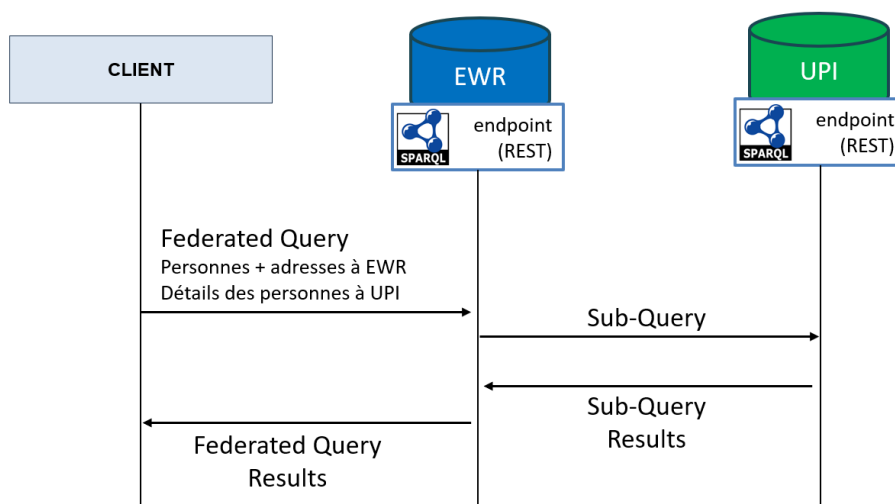 CLIENT
EWR
UPI
SPARQL
endpoint
(REST)
SPARQL
endpoint
(REST)
Federated Query
Personnes + adresses à EWR
Détails des personnes à UPI
Sub-Query
Sub-Query
Results
Federated Query
Results